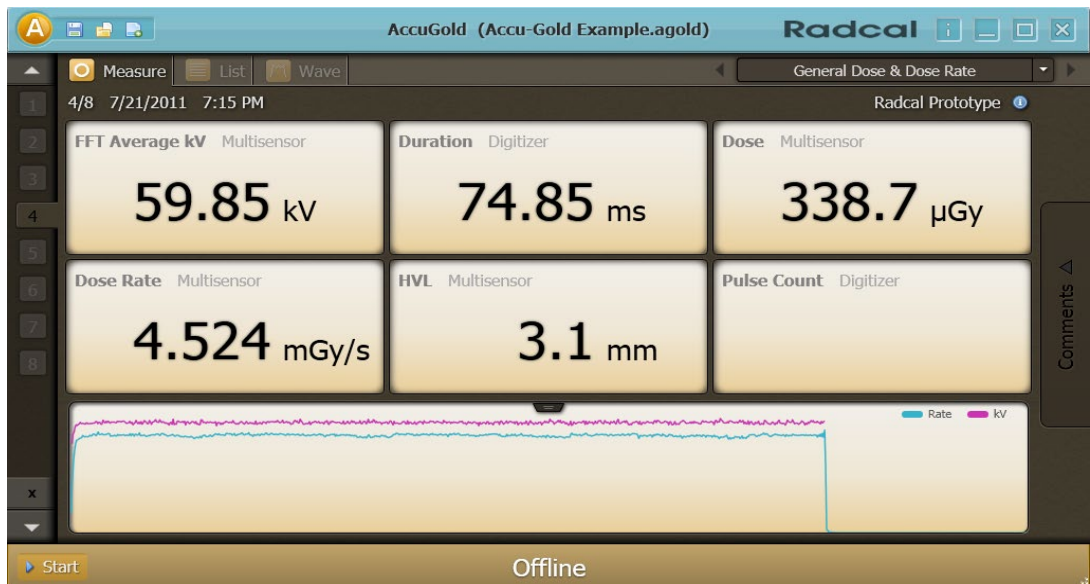 A AccuGold (Accu-Gold Example.agold) Radcal i
Measure List Wave General Dose & Dose Rate
4/8 7/21/2011 7:15 PM Radcal Prototype i
1
2
3
4
5
6
7
8
x
FFT Average kV Multisensor
59.85 kV
Duration Digitizer
74.85 ms
Dose Multisensor
338.7 µGy
Dose Rate Multisensor
4.524 mGy/s
HVL Multisensor
3.1 mm
Pulse Count Digitizer
Comments
Rate kV
Start Offline